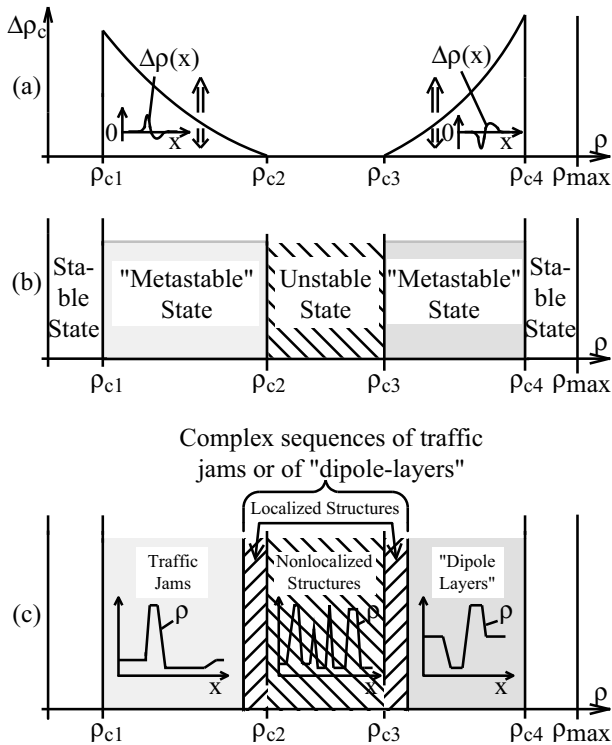 Δρc
(a)
Δρ(x)
0
x
Δρ(x)
0
x
ρ
ρc1
ρc2
ρc3
ρc4
ρmax
(b)
Sta-
ble
State
"Metastable"
State
Unstable
State
"Metastable"
State
Sta-
ble
State
ρ
ρc1
ρc2
ρc3
ρc4
ρmax
Complex sequences of traffic
jams or of "dipole-layers"
Localized Structures
(c)
Traffic
Jams
ρ
x
Nonlocalized
Structures
ρ
x
"Dipole
Layers"
ρ
x
ρ
ρc1
ρc2
ρc3
ρc4
ρmax